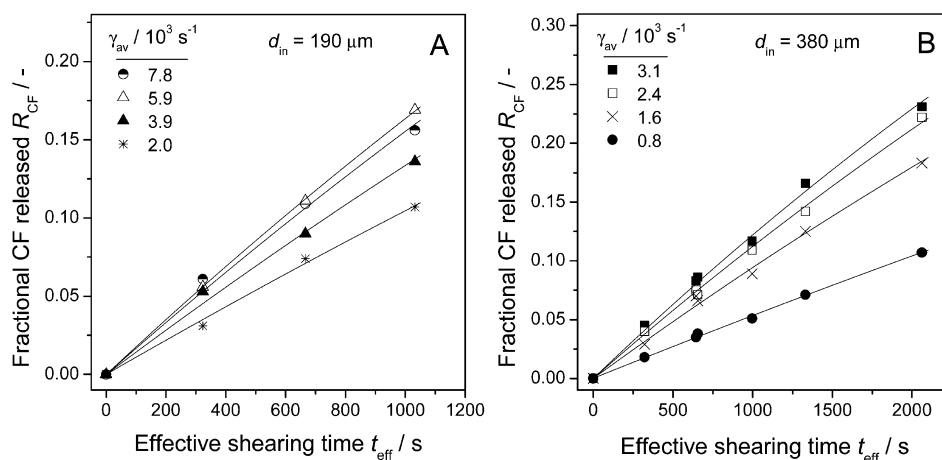 γav / 10³ s⁻¹
7.8
5.9
3.9
2.0
din = 190 μm
A
0.20
0.15
0.10
0.05
0.00
Fractional CF released RCF / -
0 200 400 600 800 1000 1200
Effective shearing time teff / s
γav / 10³ s⁻¹
3.1
2.4
1.6
0.8
din = 380 μm
B
0.30
0.25
0.20
0.15
0.10
0.05
0.00
Fractional CF released RCF / -
0 500 1000 1500 2000
Effective shearing time teff / s